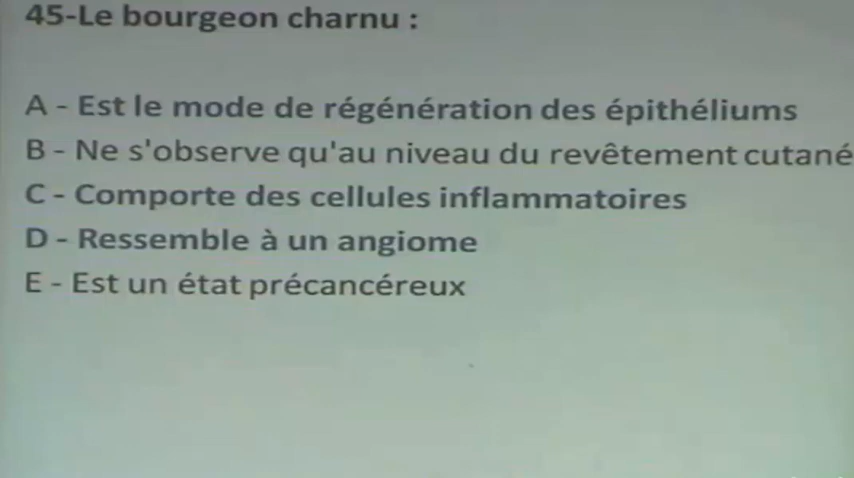 45-Le bourgeon charnu :
A - Est le mode de régénération des épithéliums
B - Ne s'observe qu'au niveau du revêtement cutané
C - Comporte des cellules inflammatoires
D - Ressemble à un angiome
E - Est un état précancéreux